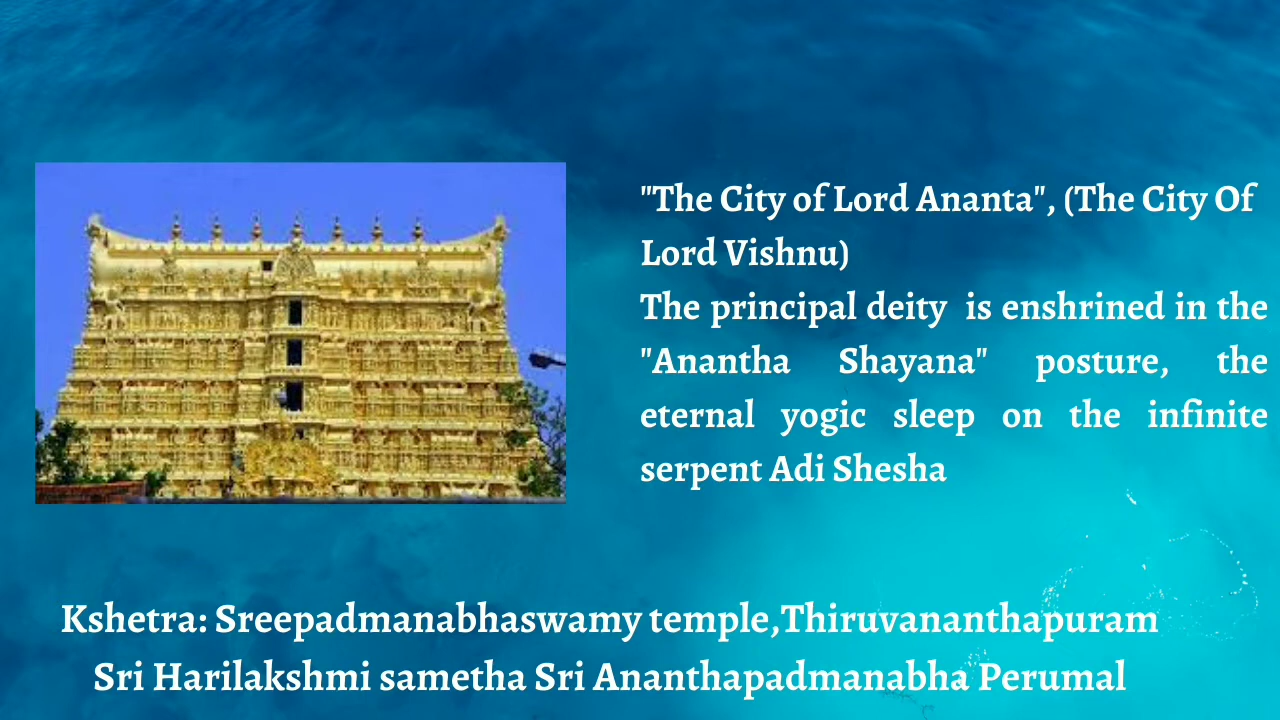 "The City of Lord Ananta", (The City Of
Lord Vishnu)
The principal deity  is enshrined in the
"Anantha Shayana" posture, the
eternal yogic sleep on the infinite
serpent Adi Shesha
Kshetra: Sreepadmanabhaswamy temple,Thiruvananthapuram
Sri Harilakshmi sametha Sri Ananthapadmanabha Perumal